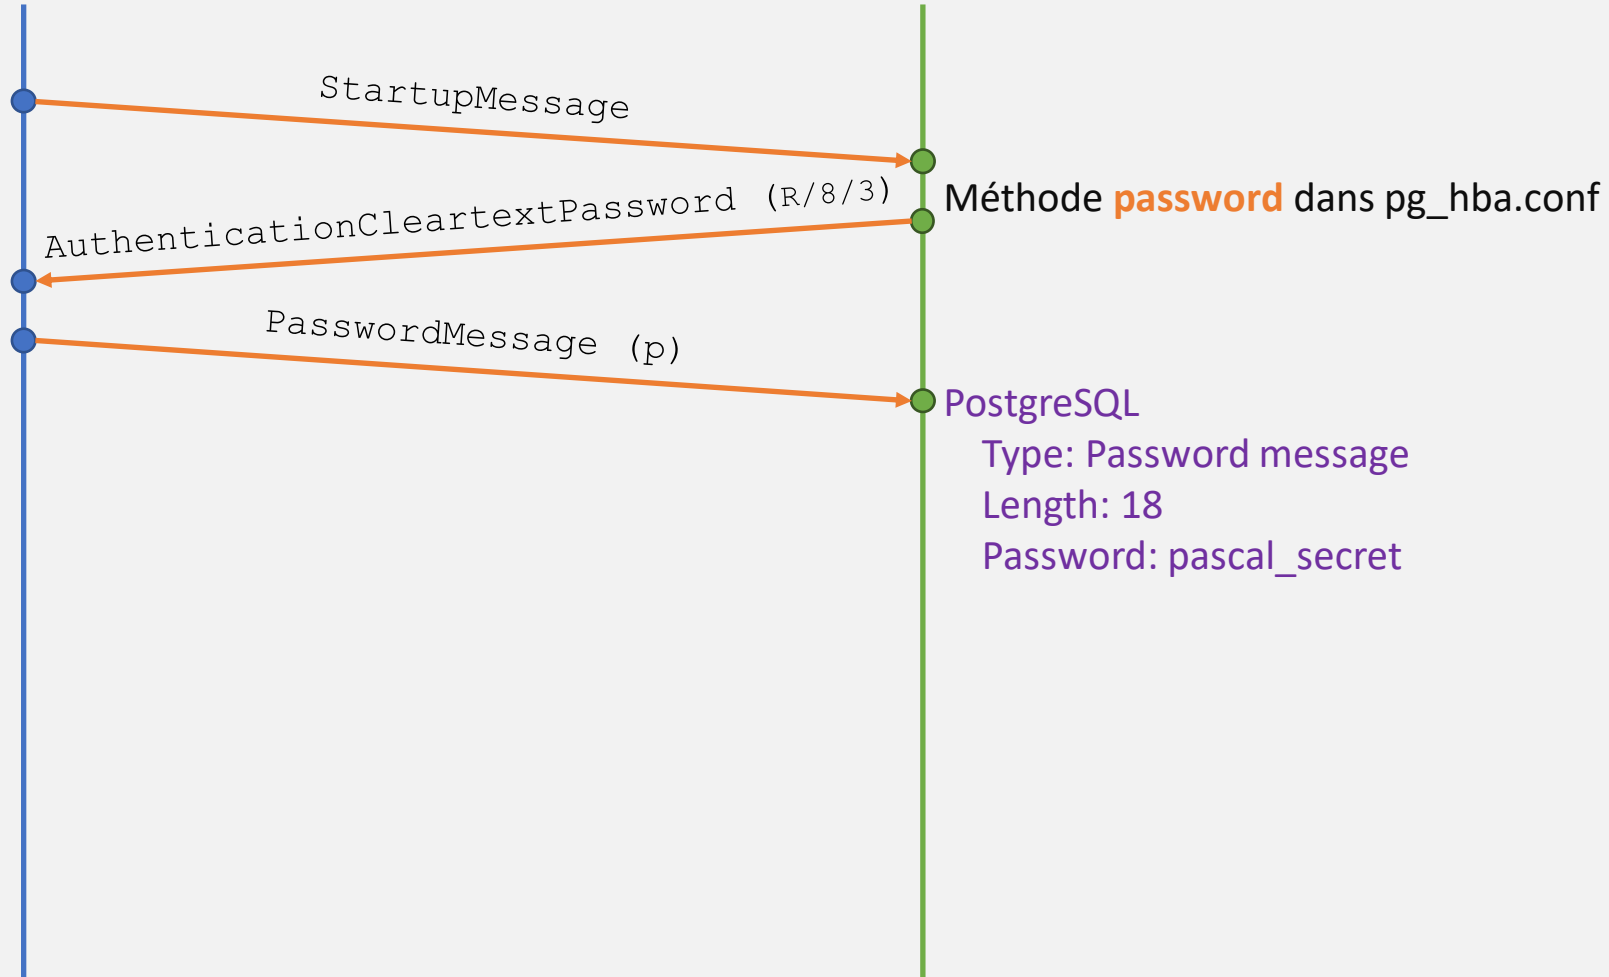 StartupMessage
AuthenticationCleartextPassword (R/8/3)
Méthode password dans pg_hba.conf
PasswordMessage (p)
PostgreSQL
Type: Password message
Length: 18
Password: pascal_secret